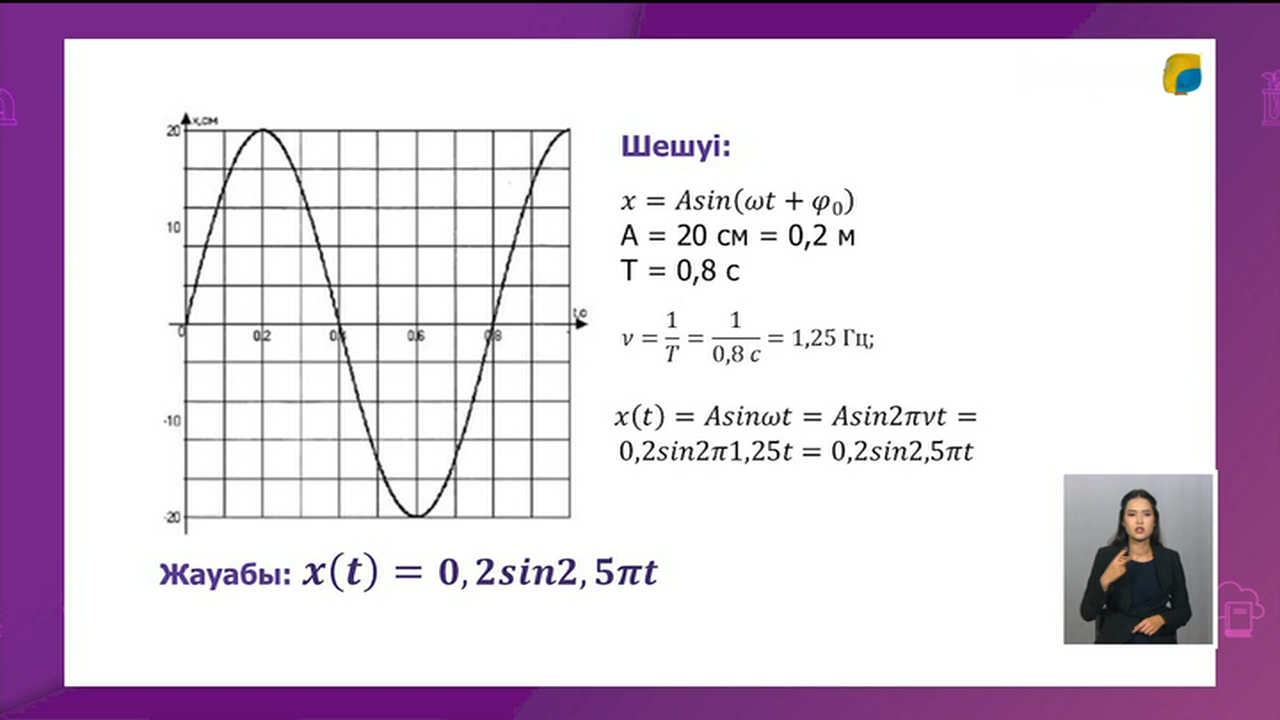 x,см
20
10
0
0,2
0,4
0,6
0,8
t,c
-10
-20
Шешуі:
x = Asin(ωt + φ₀)
А = 20 см = 0,2 м
Т = 0,8 с
ν = 1/T = 1/0,8 с = 1,25 Гц;
x(t) = Asinωt = Asin2πνt =
0,2sin2π1,25t = 0,2sin2,5πt
Жауабы: x(t) = 0,2sin2,5πt